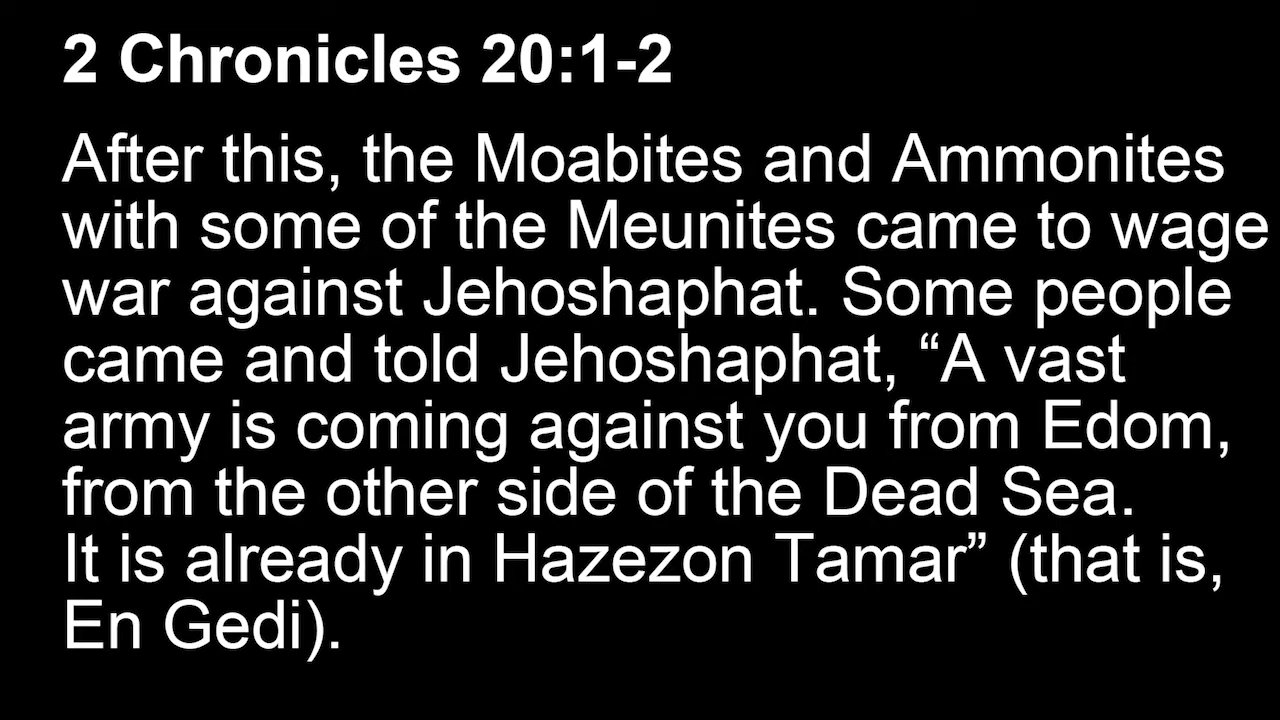 2 Chronicles 20:1-2
After this, the Moabites and Ammonites
with some of the Meunites came to wage
war against Jehoshaphat. Some people
came and told Jehoshaphat, “A vast
army is coming against you from Edom,
from the other side of the Dead Sea.
It is already in Hazezon Tamar” (that is,
En Gedi).